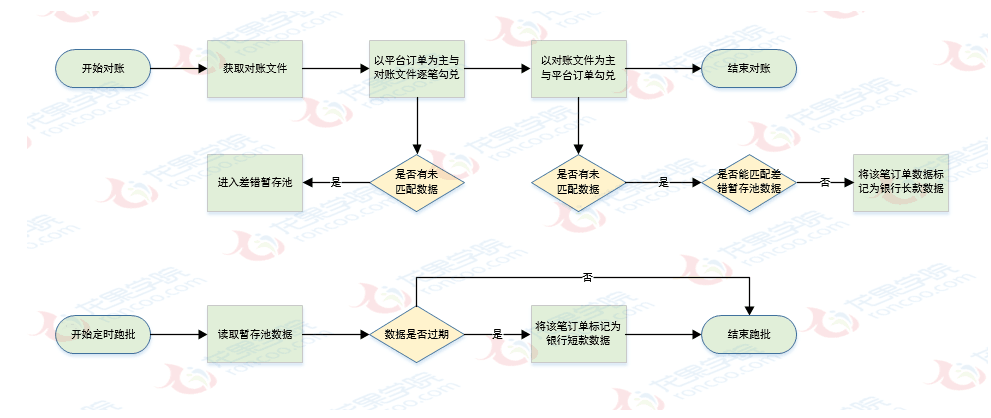 开始对账
获取对账文件
以平台订单为主与
对账文件逐笔勾兑
以对账文件为主
与平台订单勾兑
结束对账
进入差错暂存池
是
是否有未
匹配数据
是否有未
匹配数据
是
是否能匹配差
错暂存池数据
否
将该笔订单数据标
记为银行长款数据
否
开始定时跑批
读取暂存池数据
数据是否过期
是
将该笔订单标记为
银行短款数据
结束跑批
龙果学院
roncoo.com